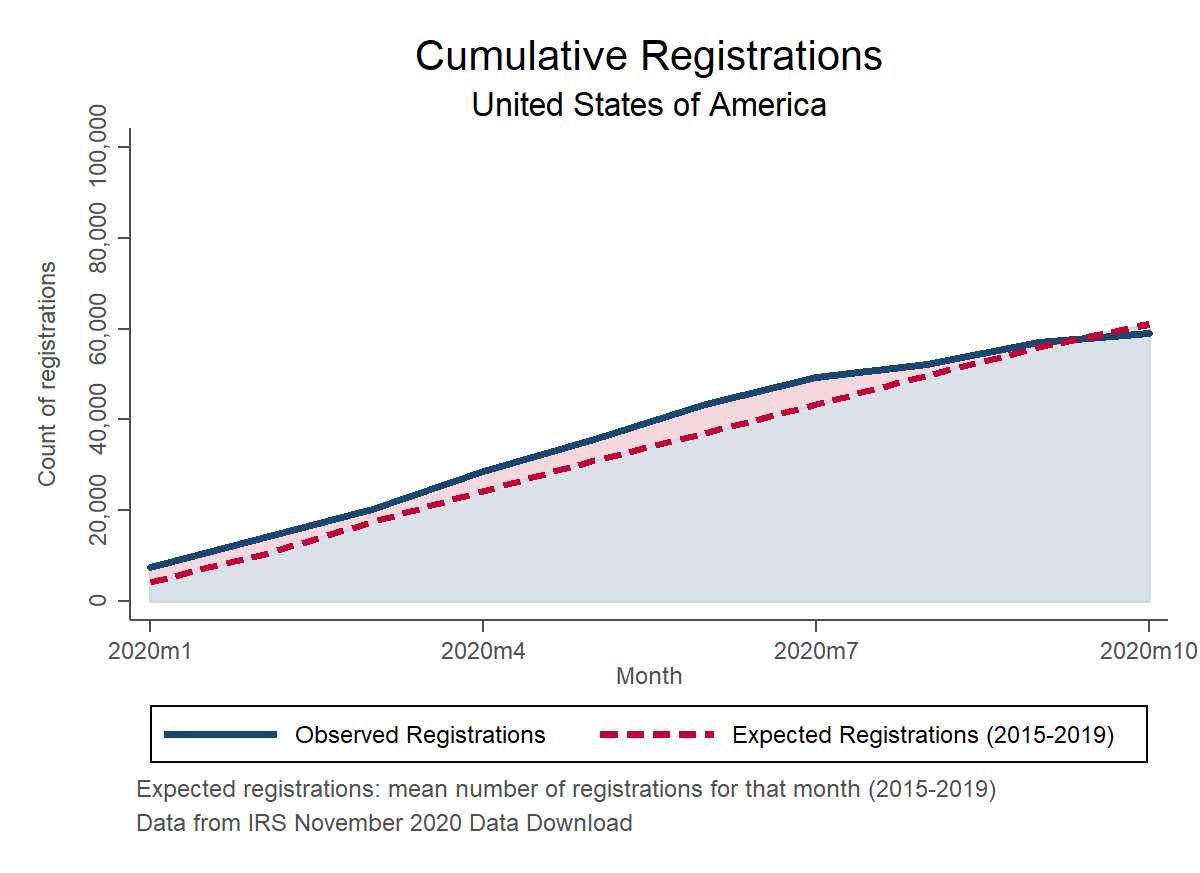 Cumulative Registrations
United States of America
100,000
80,000
60,000
40,000
20,000
0
Count of registrations
2020m1 2020m4 2020m7 2020m10
Month
Observed Registrations Expected Registrations (2015-2019)
Expected registrations: mean number of registrations for that month (2015-2019)
Data from IRS November 2020 Data Download